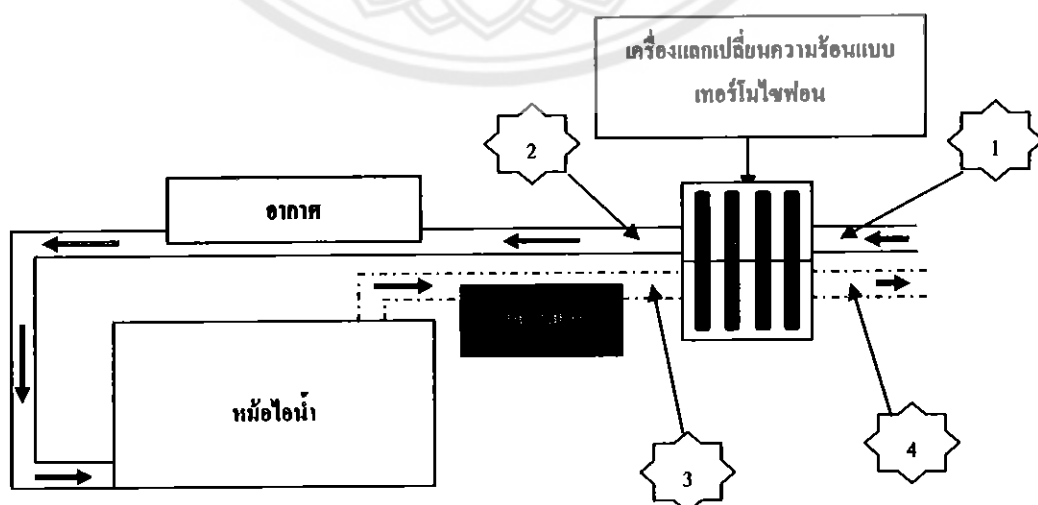 เครื่องแลกเปลี่ยนความร้อนแบบ
เทอร์โมไซฟอน
2
1
อากาศ
หม้อไอน้ำ
3
4